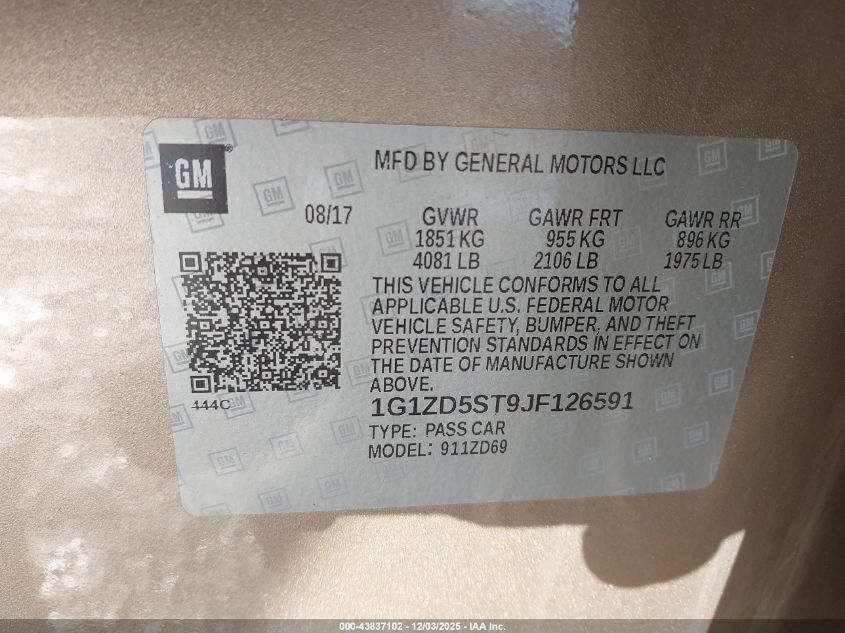 GM®
MFD BY GENERAL MOTORS LLC
08/17 GVWR GAWR FRT GAWR RR
1851 KG 955 KG 896 KG
4081 LB 2106 LB 1975 LB
THIS VEHICLE CONFORMS TO ALL
APPLICABLE U.S. FEDERAL MOTOR
VEHICLE SAFETY, BUMPER, AND THEFT
PREVENTION STANDARDS IN EFFECT ON
THE DATE OF MANUFACTURE SHOWN
ABOVE.
444C
1G1ZD5ST9JF126591
TYPE: PASS CAR
MODEL: 911ZD69
000-43837102 - 12/03/2025 - IAA Inc.